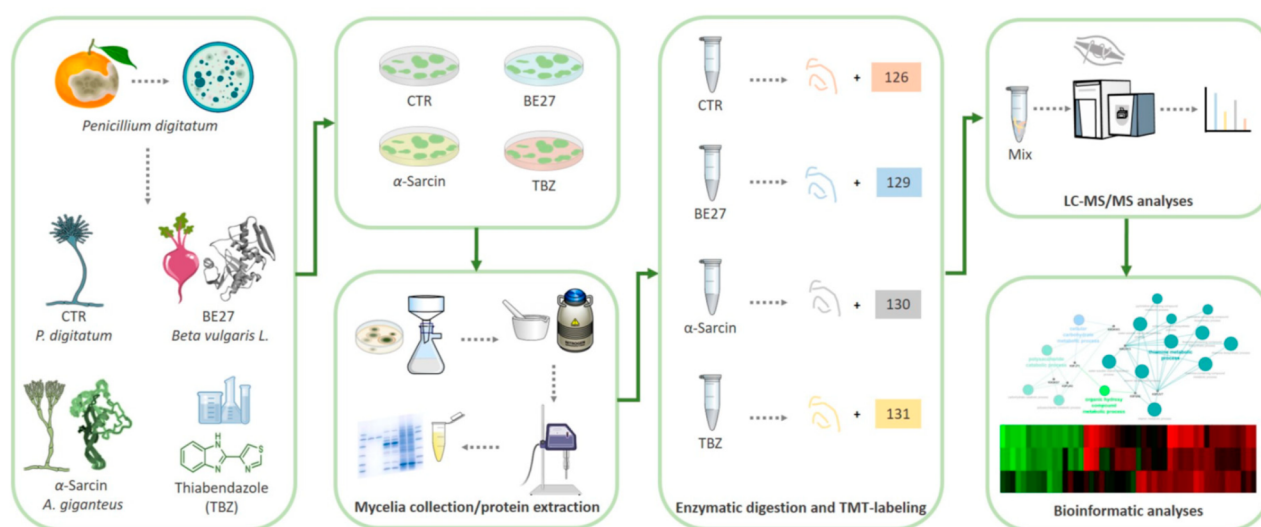 Penicillium digitatum
CTR
P. digitatum
BE27
Beta vulgaris L.
α-Sarcin
A. giganteus
H
N
N
N
S
Thiabendazole
(TBZ)
CTR
BE27
α-Sarcin
TBZ
Mycelia collection/protein extraction
CTR
+ 126
BE27
+ 129
α-Sarcin
+ 130
TBZ
+ 131
Enzymatic digestion and TMT-labeling
Mix
LC-MS/MS analyses
Bioinformatic analyses